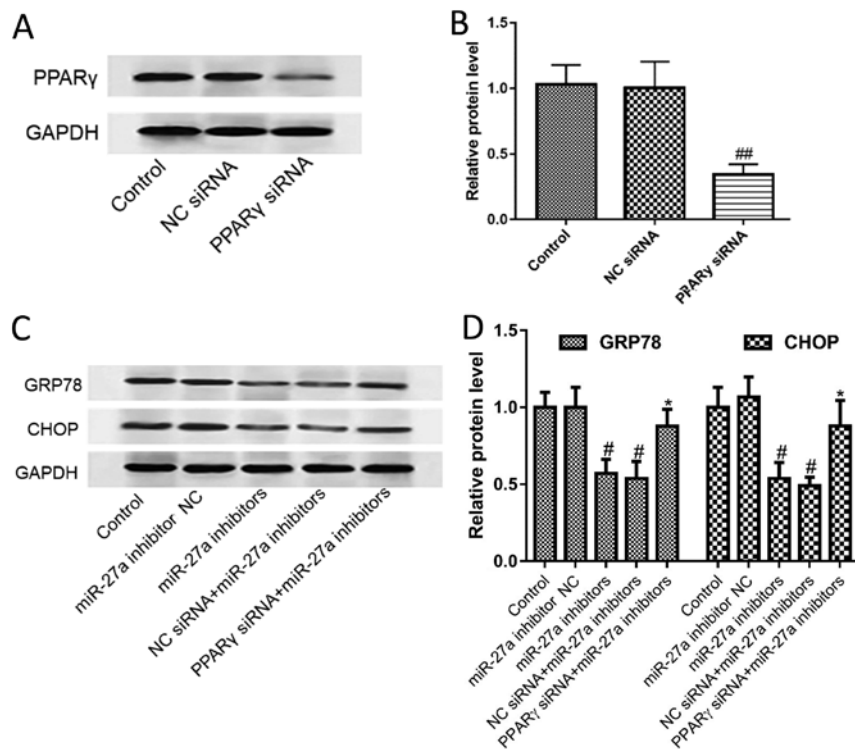 A
PPARγ
GAPDH
Control
NC siRNA
PPARγ siRNA
B
Relative protein level
1.5
1.0
0.5
0.0
##
Control
NC siRNA
PPARγ siRNA
C
GRP78
CHOP
GAPDH
Control
miR-27a inhibitor NC
miR-27a inhibitors
NC siRNA+miR-27a inhibitors
PPARγ siRNA+miR-27a inhibitors
D
Relative protein level
1.5
1.0
0.5
0.0
GRP78
CHOP
# # *
# # *
Control
miR-27a inhibitor NC
miR-27a inhibitors
NC siRNA+miR-27a inhibitors
PPARγ siRNA+miR-27a inhibitors
Control
miR-27a inhibitor NC
miR-27a inhibitors
NC siRNA+miR-27a inhibitors
PPARγ siRNA+miR-27a inhibitors